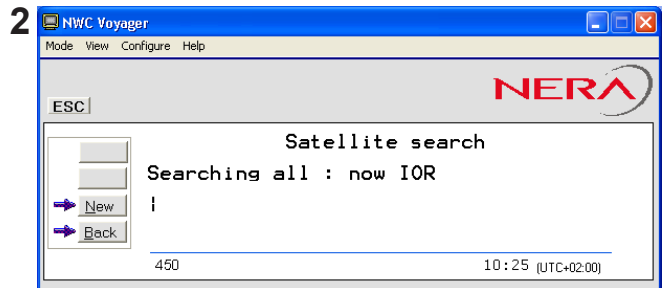 2
NWC Voyager
Mode View Configure Help
NERA
ESC
Satellite search
Searching all : now IOR
New
Back
450 10:25 (UTC+02:00)